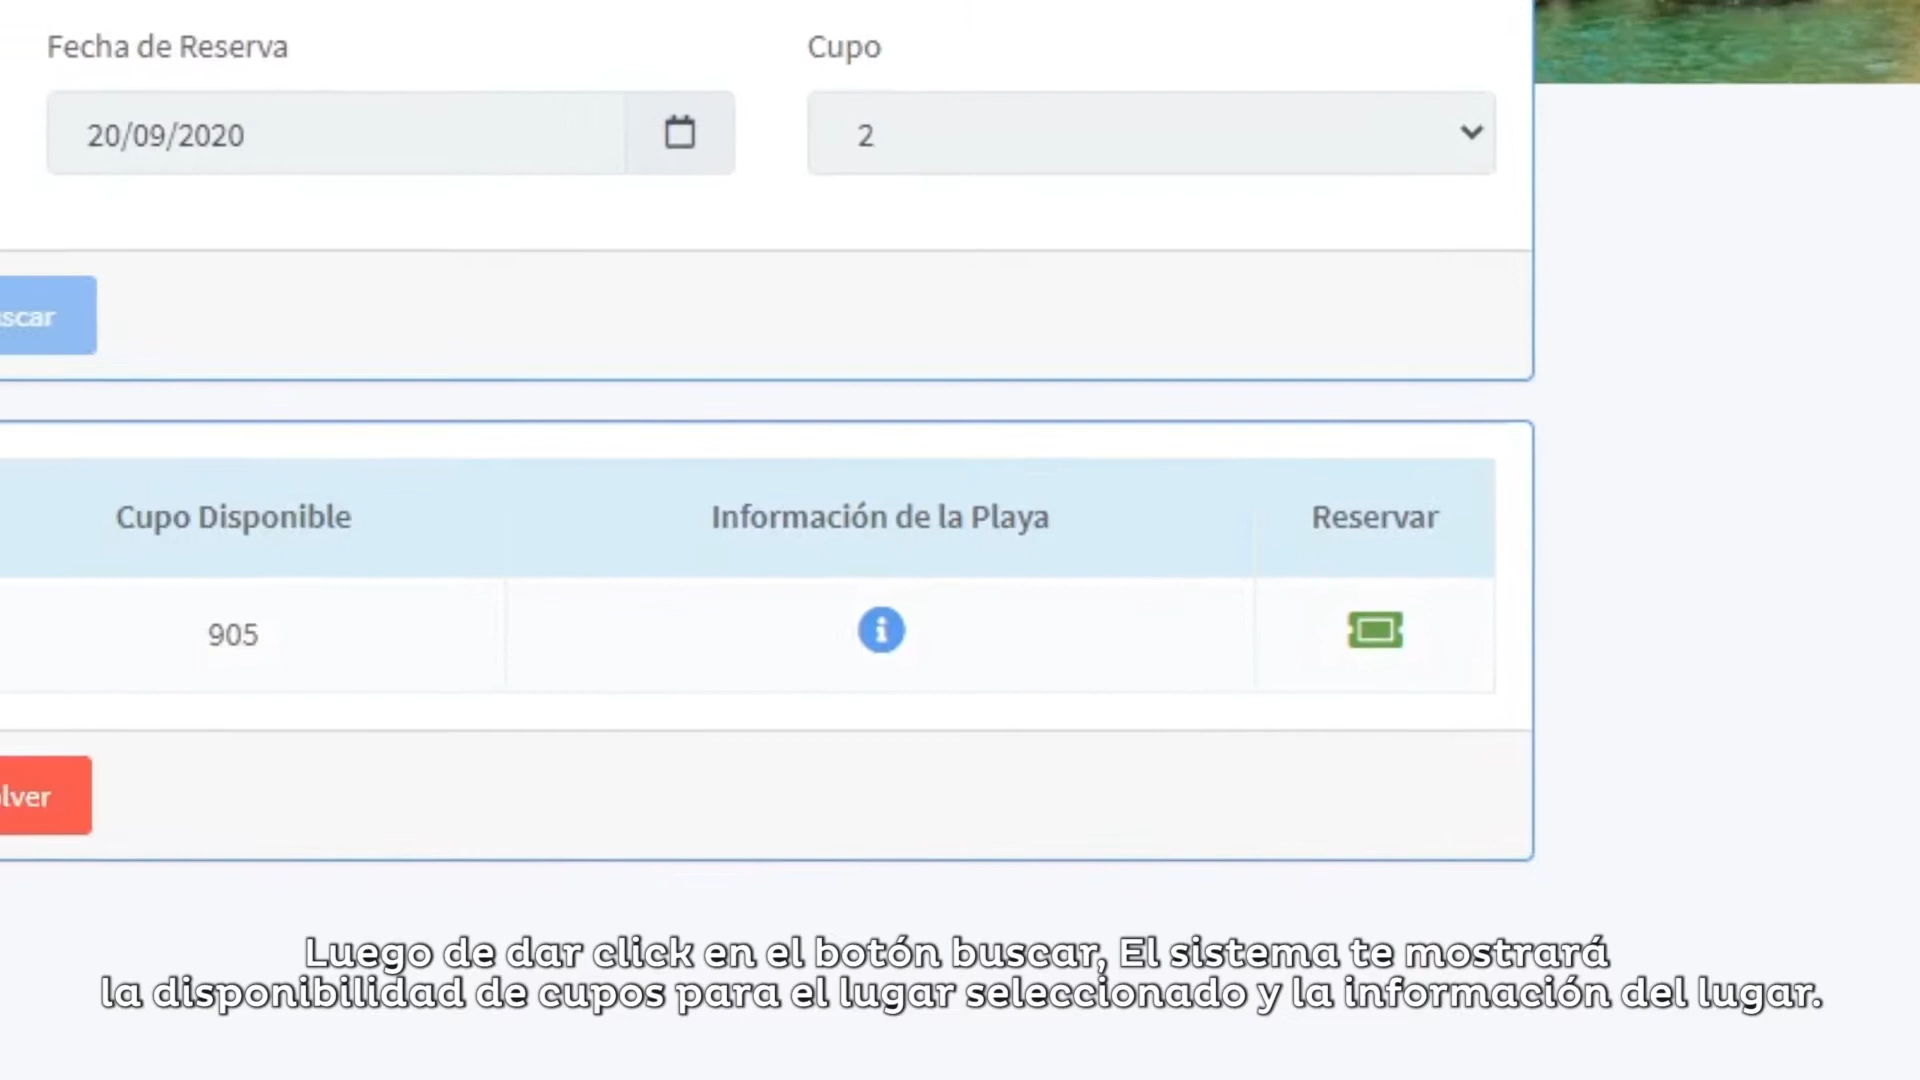 Fecha de Reserva Cupo
20/09/2020 2
scar
Cupo Disponible Información de la Playa Reservar
905
lver
Luego de dar click en el botón buscar, El sistema te mostrará
la disponibilidad de cupos para el lugar seleccionado y la información del lugar.